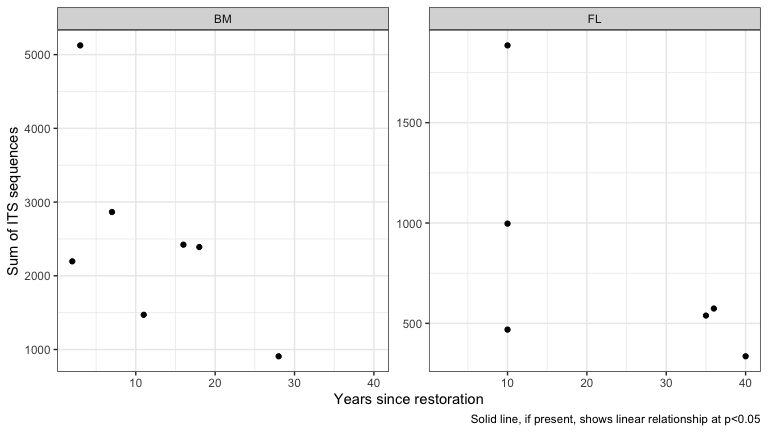 BM
FL
Sum of ITS sequences
5000
4000
3000
2000
1000
1500
1000
500
10 20 30 40
10 20 30 40
Years since restoration
Solid line, if present, shows linear relationship at p<0.05